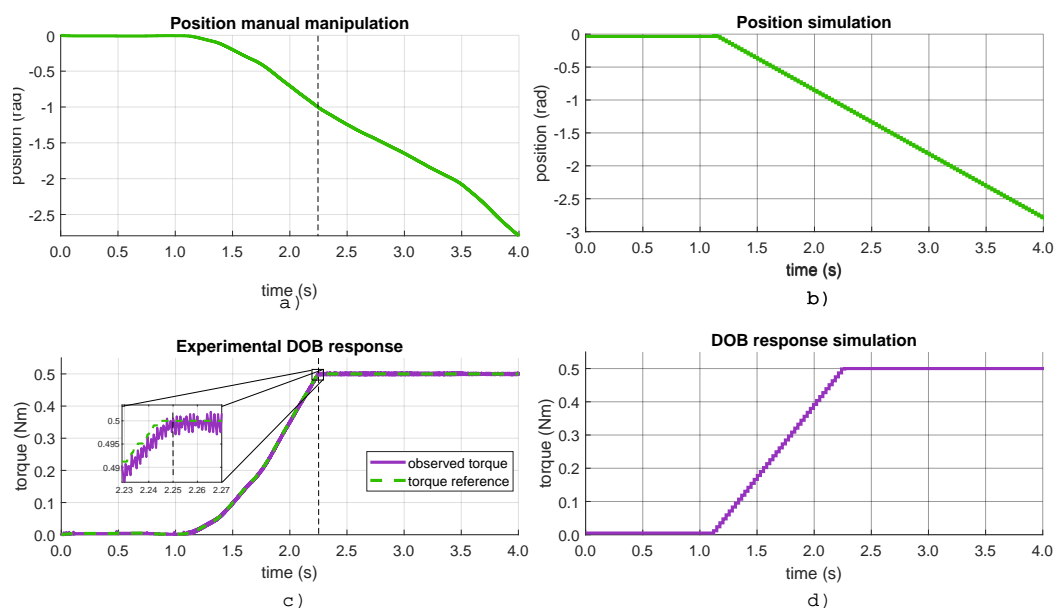 Position manual manipulation
0
-0.5
-1
-1.5
-2
-2.5
position (rad)
0.0 0.5 1.0 1.5 2.0 2.5 3.0 3.5 4.0
time (s)
a)
Position simulation
0
-0.5
-1
-1.5
-2
-2.5
-3
position (rad)
0.0 0.5 1.0 1.5 2.0 2.5 3.0 3.5 4.0
time (s)
b)
Experimental DOB response
0.5
0.4
0.3
0.2
0.1
0.0
torque (Nm)
0.5
0.495
0.49
2.23 2.24 2.25 2.26 2.27
observed torque
torque reference
0.0 0.5 1.0 1.5 2.0 2.5 3.0 3.5 4.0
time (s)
c)
DOB response simulation
0.5
0.4
0.3
0.2
0.1
0.0
torque (Nm)
0.0 0.5 1.0 1.5 2.0 2.5 3.0 3.5 4.0
time (s)
d)